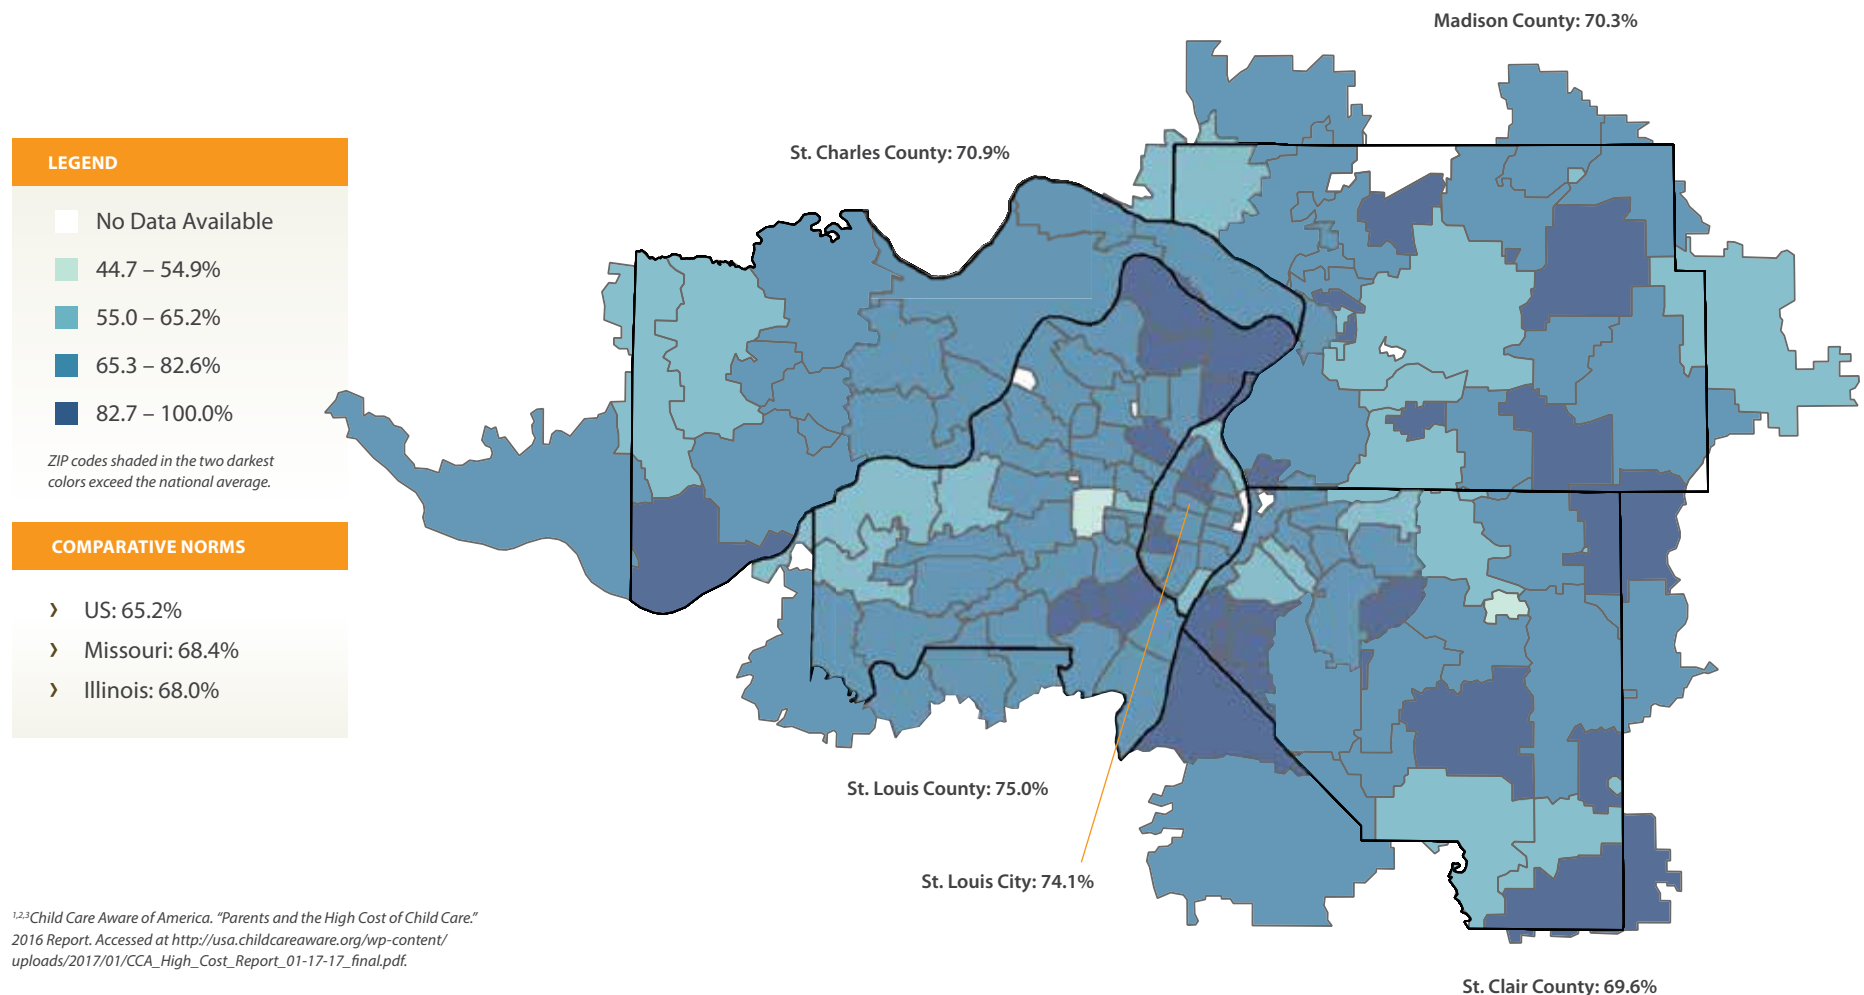 Madison County: 70.3%
St. Charles County: 70.9%
LEGEND
No Data Available
44.7 – 54.9%
55.0 – 65.2%
65.3 – 82.6%
82.7 – 100.0%
ZIP codes shaded in the two darkest
colors exceed the national average.
COMPARATIVE NORMS
› US: 65.2%
› Missouri: 68.4%
› Illinois: 68.0%
St. Louis County: 75.0%
St. Louis City: 74.1%
1,2,3Child Care Aware of America. “Parents and the High Cost of Child Care.”
2016 Report. Accessed at http://usa.childcareaware.org/wp-content/
uploads/2017/01/CCA_High_Cost_Report_01-17-17_final.pdf.
St. Clair County: 69.6%